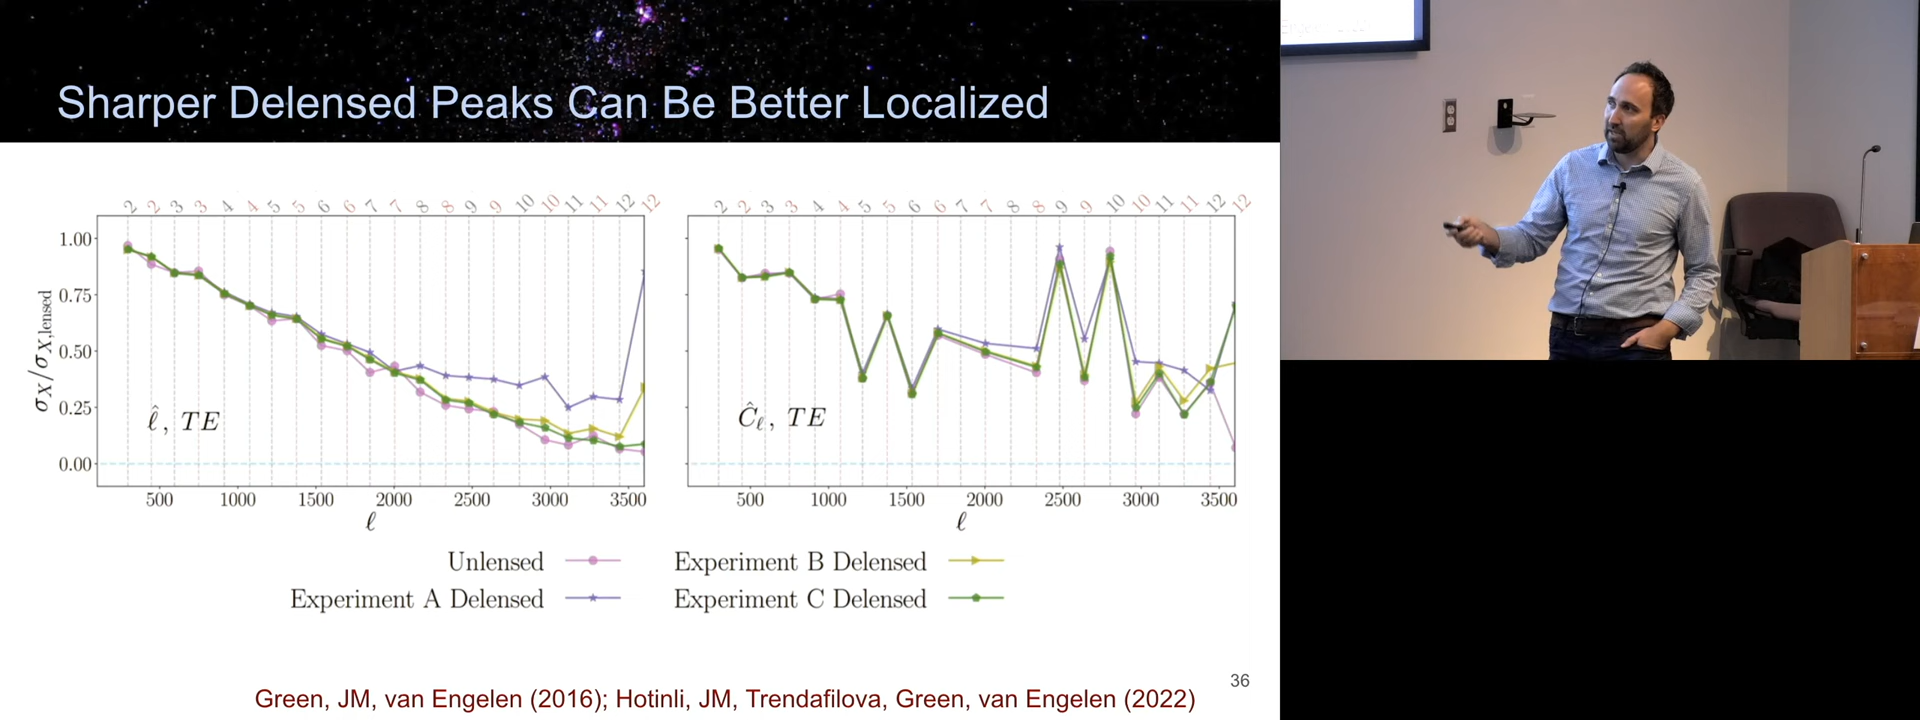 Sharper Delensed Peaks Can Be Better Localized
2 2 3 3 4 4 5 5 6 6 7 7 8 8 9 9 10 10 11 11 12 12
2 2 3 3 4 4 5 5 6 6 7 7 8 8 9 9 10 10 11 11 12 12
σ_X/σ_X,lensed
1.00
0.75
0.50
0.25
0.00
ℓ̂, TE
Ĉ_ℓ, TE
500 1000 1500 2000 2500 3000 3500
500 1000 1500 2000 2500 3000 3500
ℓ
ℓ
Unlensed
Experiment B Delensed
Experiment A Delensed
Experiment C Delensed
36
Green, JM, van Engelen (2016); Hotinli, JM, Trendafilova, Green, van Engelen (2022)